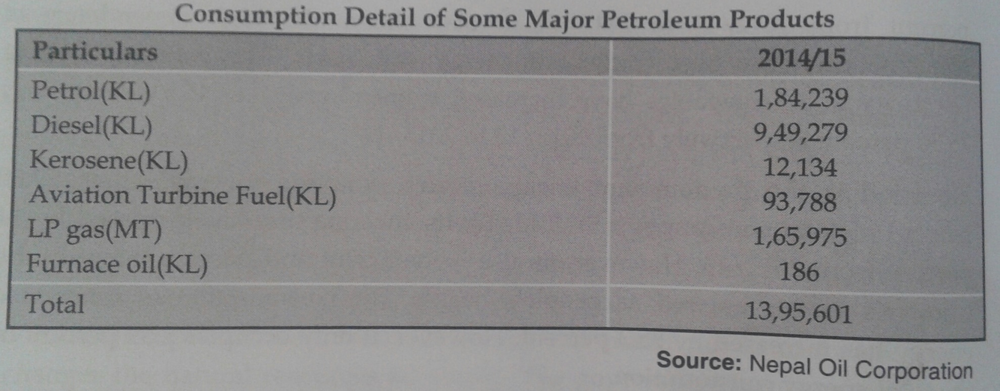 Consumption Detail of Some Major Petroleum Products
Particulars 2014/15
Petrol(KL) 1,84,239
Diesel(KL) 9,49,279
Kerosene(KL) 12,134
Aviation Turbine Fuel(KL) 93,788
LP gas(MT) 1,65,975
Furnace oil(KL) 186
Total 13,95,601
Source: Nepal Oil Corporation